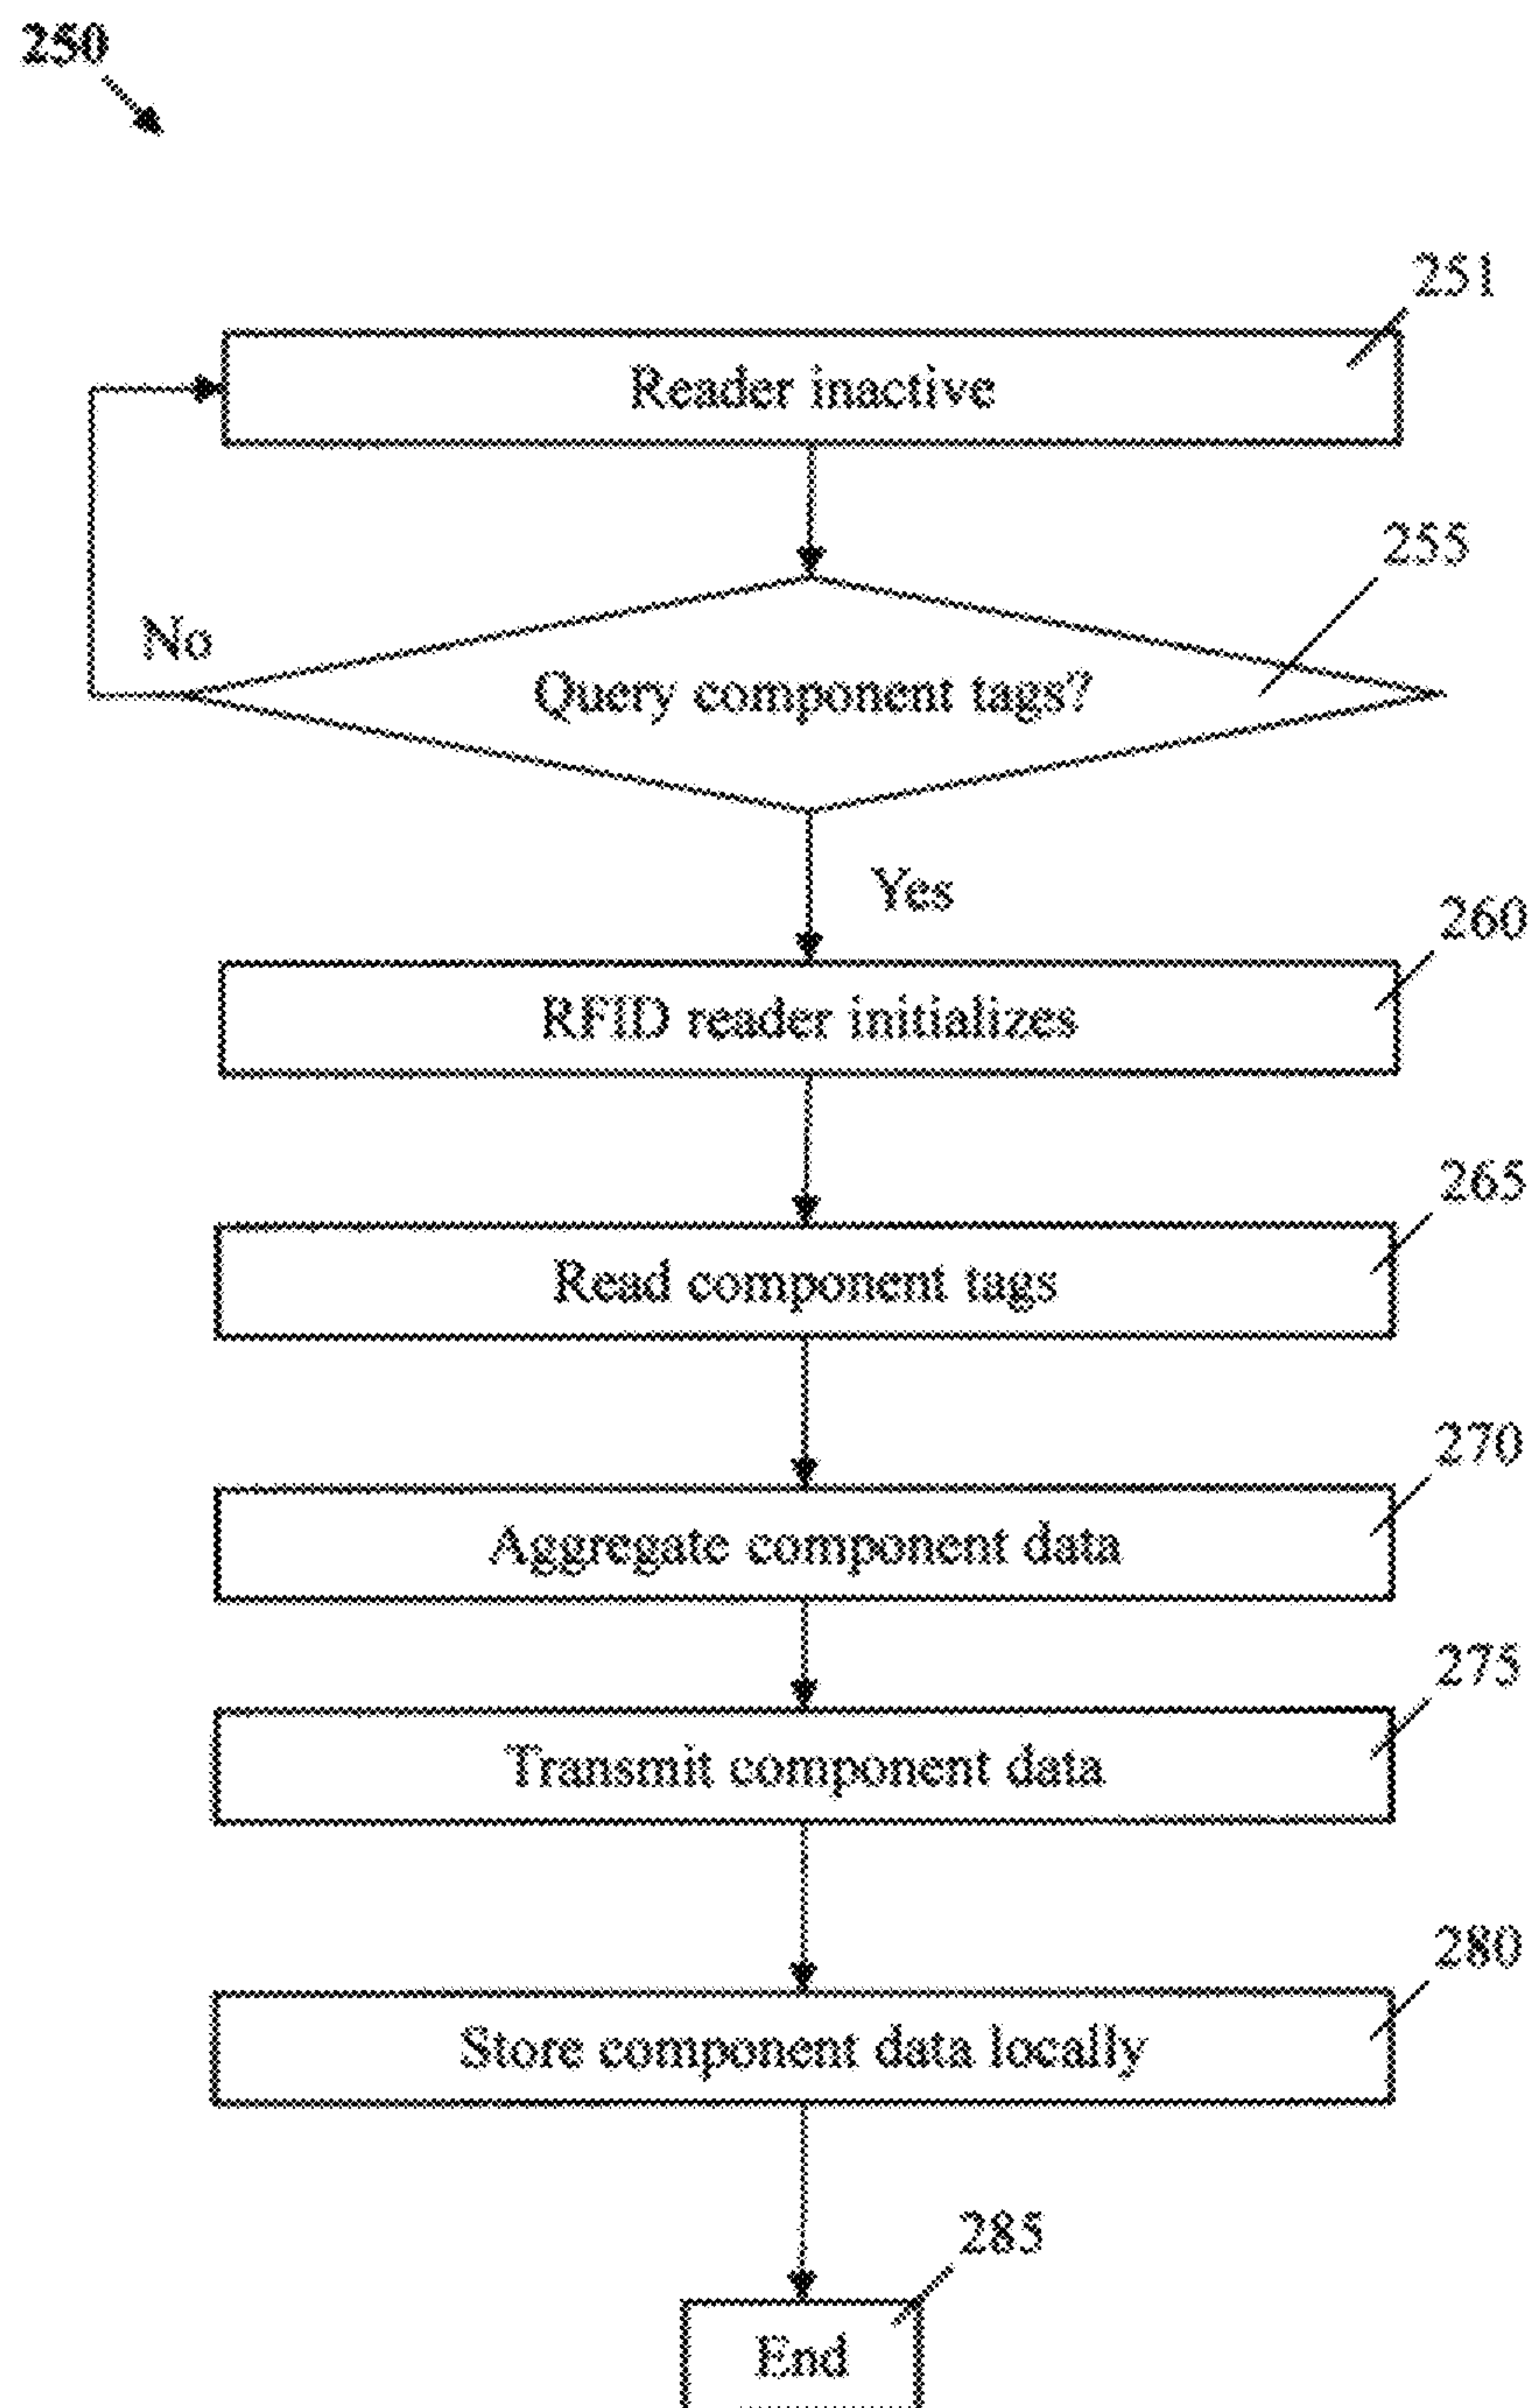 250
251
Reader inactive
255
No
Query component tags?
Yes
260
RFID reader initializes
265
Read component tags
270
Aggregate component data
275
Transmit component data
280
Store component data locally
285
End